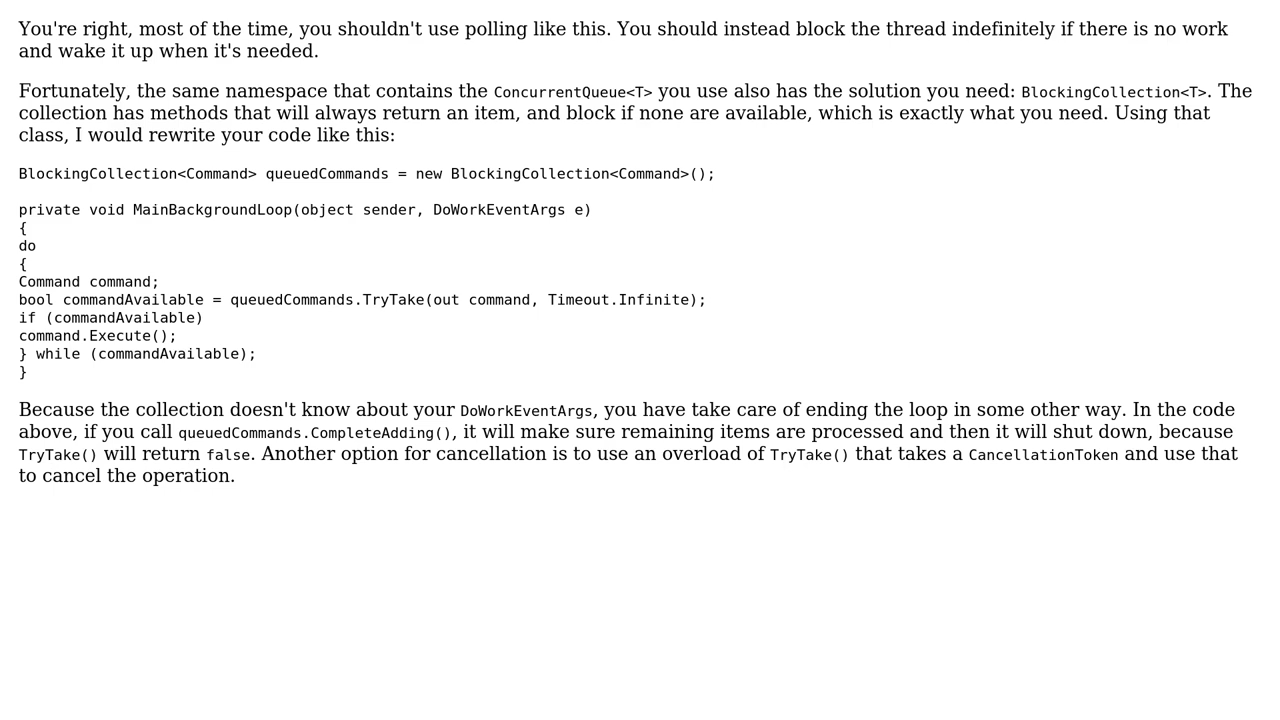 You're right, most of the time, you shouldn't use polling like this. You should instead block the thread indefinitely if there is no work
and wake it up when it's needed.
Fortunately, the same namespace that contains the ConcurrentQueue<T> you use also has the solution you need: BlockingCollection<T>. The
collection has methods that will always return an item, and block if none are available, which is exactly what you need. Using that
class, I would rewrite your code like this:
BlockingCollection<Command> queuedCommands = new BlockingCollection<Command>();
private void MainBackgroundLoop(object sender, DoWorkEventArgs e)
{
do
{
Command command;
bool commandAvailable = queuedCommands.TryTake(out command, Timeout.Infinite);
if (commandAvailable)
command.Execute();
} while (commandAvailable);
}
Because the collection doesn't know about your DoWorkEventArgs, you have take care of ending the loop in some other way. In the code
above, if you call queuedCommands.CompleteAdding(), it will make sure remaining items are processed and then it will shut down, because
TryTake() will return false. Another option for cancellation is to use an overload of TryTake() that takes a CancellationToken and use that
to cancel the operation.